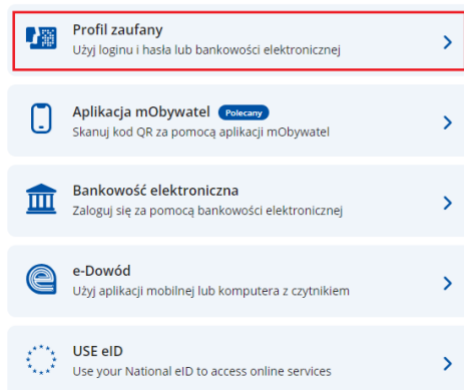 Profil zaufany
Użyj loginu i hasła lub bankowości elektronicznej
Aplikacja mObywatel Polecany
Skanuj kod QR za pomocą aplikacji mObywatel
Bankowość elektroniczna
Zaloguj się za pomocą bankowości elektronicznej
e-Dowód
Użyj aplikacji mobilnej lub komputera z czytnikiem
USE eID
Use your National eID to access online services